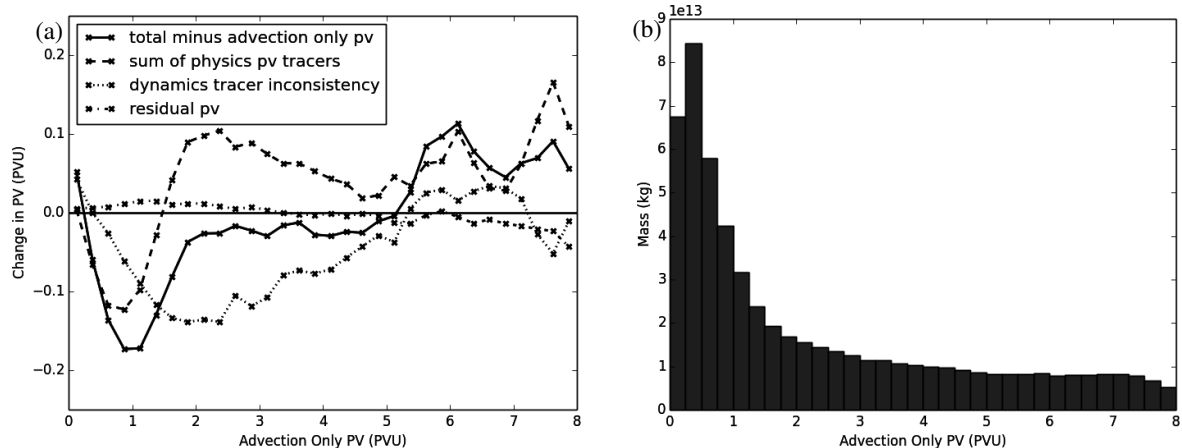 (a)
total minus advection only pv
sum of physics pv tracers
dynamics tracer inconsistency
residual pv
0.2
0.1
0.0
−0.1
−0.2
Change in PV (PVU)
0 1 2 3 4 5 6 7 8
Advection Only PV (PVU)
(b)
1e13
9
8
7
6
5
4
3
2
1
0
Mass (kg)
0 1 2 3 4 5 6 7 8
Advection Only PV (PVU)